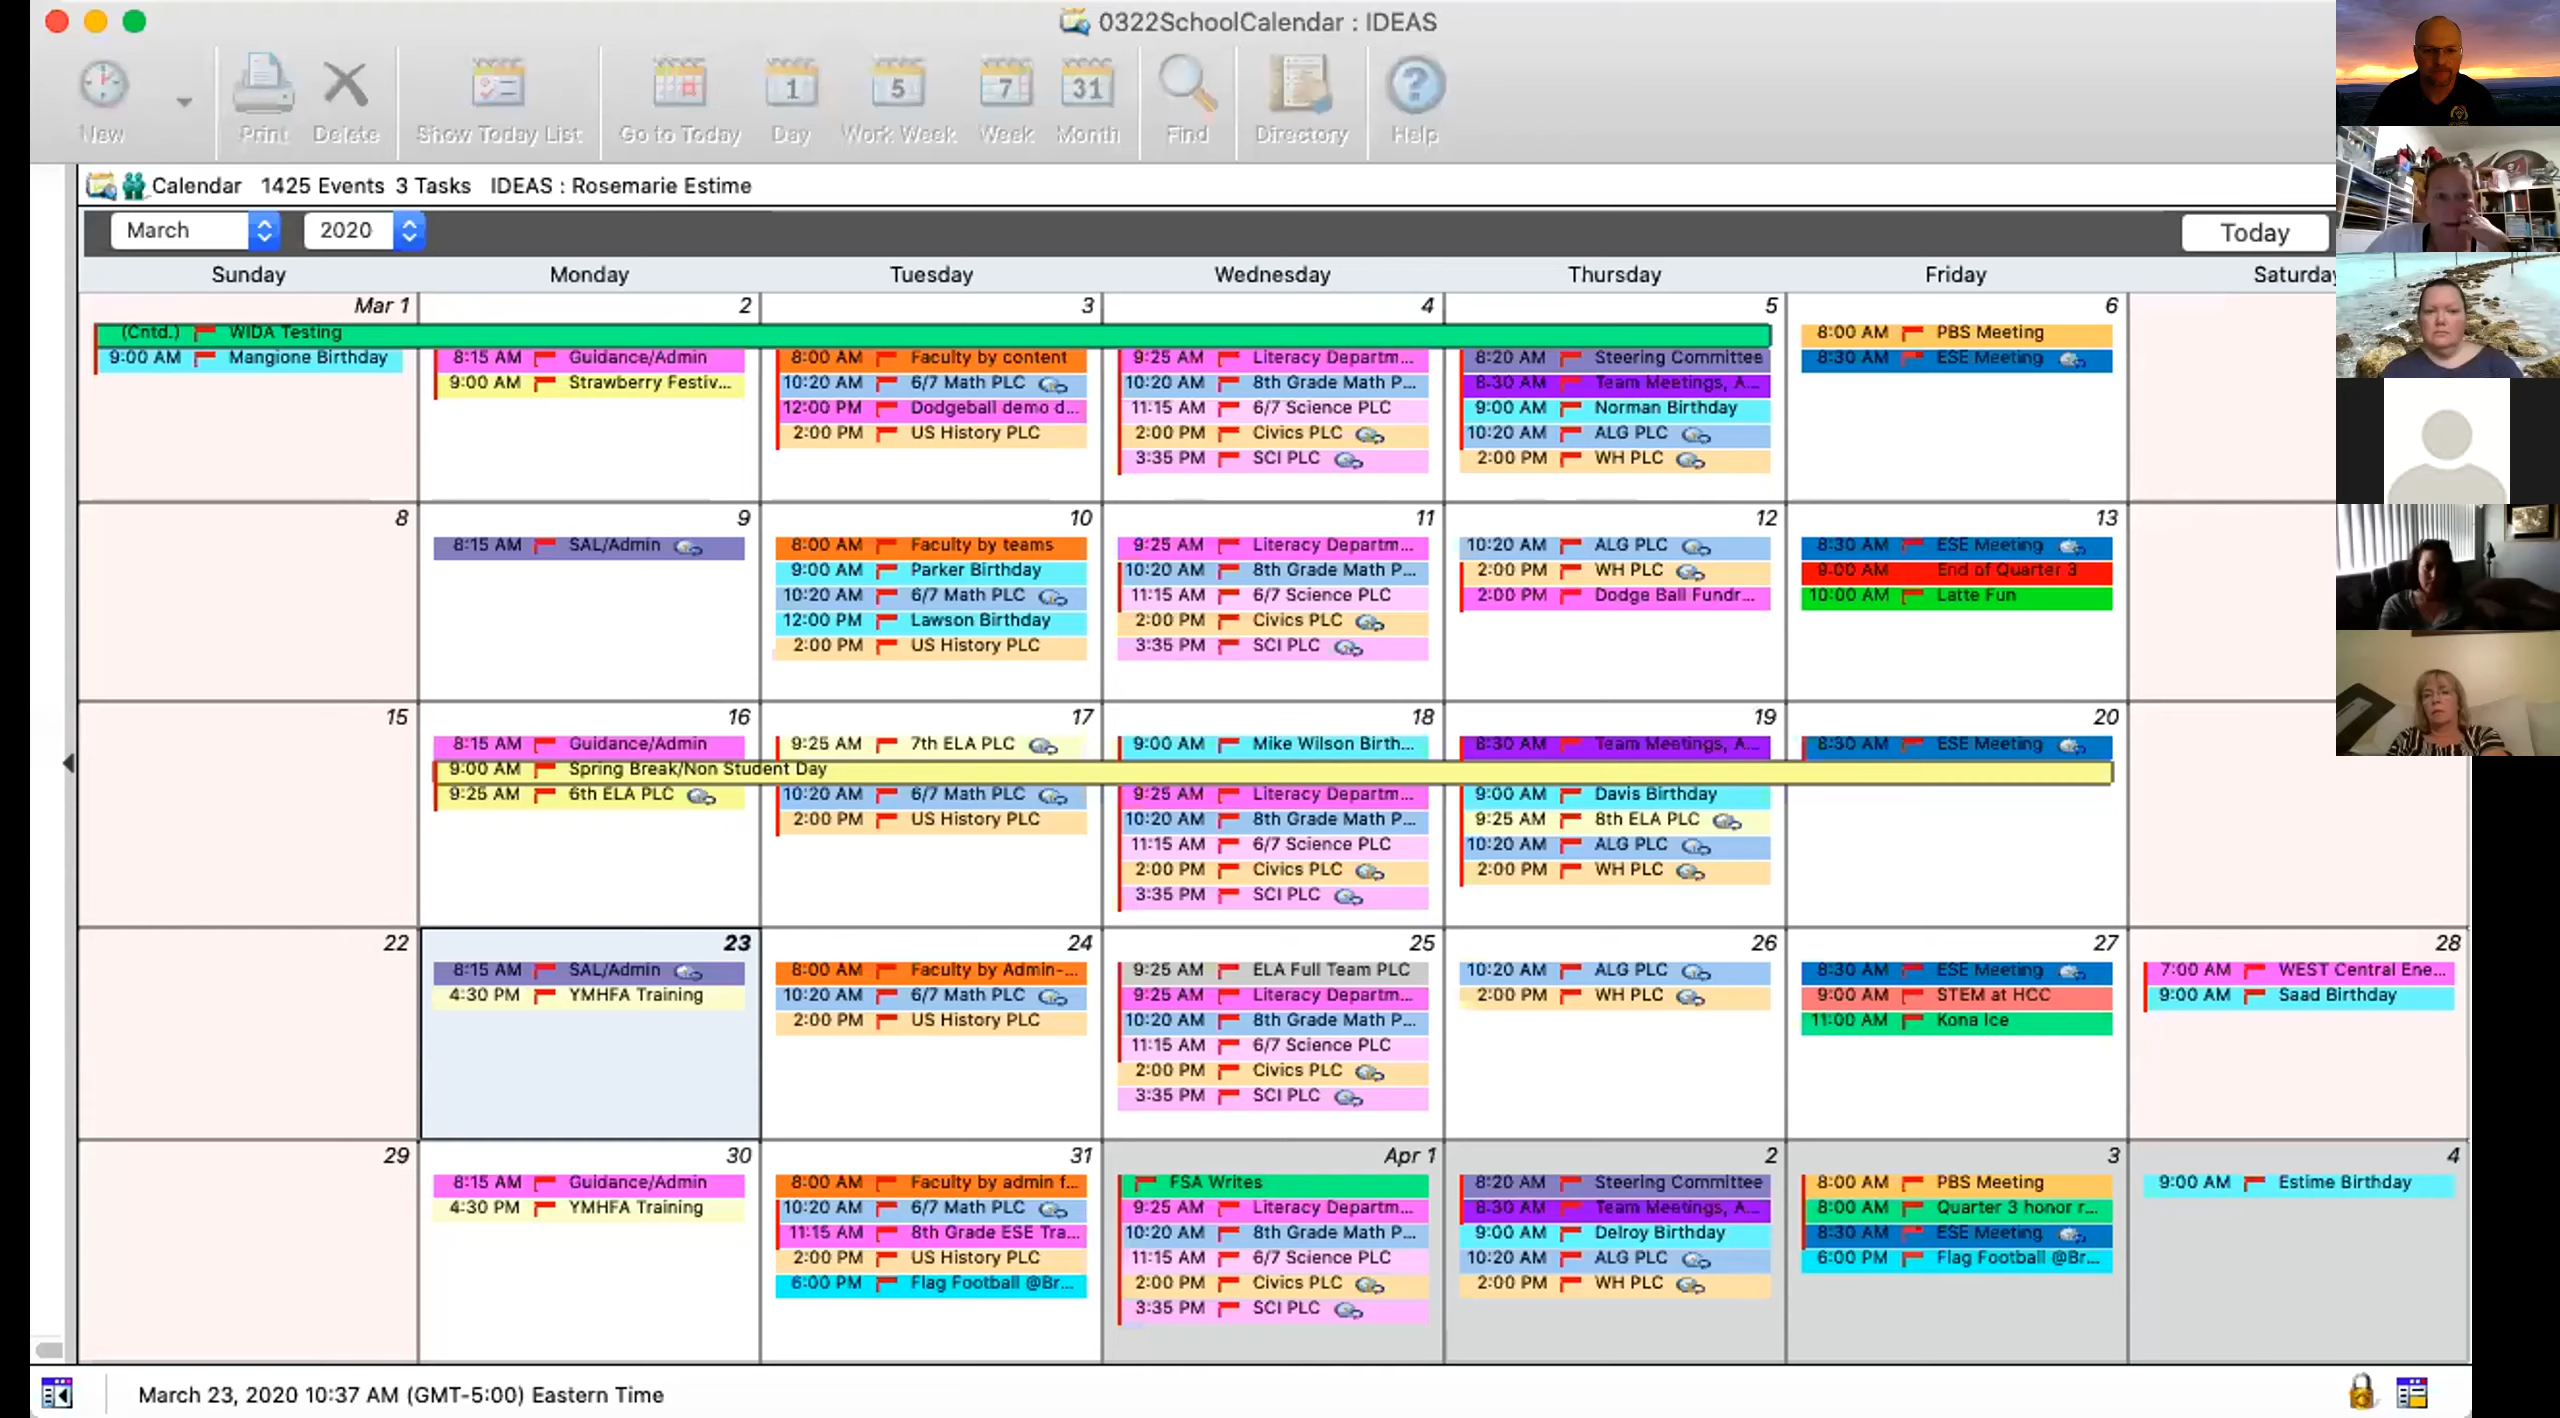 0322SchoolCalendar : IDEAS
New Print Delete Show Today List Go to Today 1 Day 5 Work Week 7 Week 31 Month Find Directory ? Help
Calendar 1425 Events 3 Tasks IDEAS : Rosemarie Estime
March 2020 Today
Sunday Monday Tuesday Wednesday Thursday Friday Saturday
Mar 1 2 3 4 5 6
(Cntd.) WIDA Testing
9:00 AM Mangione Birthday
8:15 AM Guidance/Admin
9:00 AM Strawberry Festiv...
8:00 AM Faculty by content
10:20 AM 6/7 Math PLC
12:00 PM Dodgeball demo d...
2:00 PM US History PLC
9:25 AM Literacy Departm...
10:20 AM 8th Grade Math P...
11:15 AM 6/7 Science PLC
2:00 PM Civics PLC
3:35 PM SCI PLC
8:20 AM Steering Committee
8:30 AM Team Meetings, A...
9:00 AM Norman Birthday
10:20 AM ALG PLC
2:00 PM WH PLC
8:00 AM PBS Meeting
8:30 AM ESE Meeting
8 9 10 11 12 13
8:15 AM SAL/Admin
8:00 AM Faculty by teams
9:00 AM Parker Birthday
10:20 AM 6/7 Math PLC
12:00 PM Lawson Birthday
2:00 PM US History PLC
9:25 AM Literacy Departm...
10:20 AM 8th Grade Math P...
11:15 AM 6/7 Science PLC
2:00 PM Civics PLC
3:35 PM SCI PLC
10:20 AM ALG PLC
2:00 PM WH PLC
2:00 PM Dodge Ball Fundr...
8:30 AM ESE Meeting
9:00 AM End of Quarter 3
10:00 AM Latte Fun
15 16 17 18 19 20
8:15 AM Guidance/Admin
9:00 AM Spring Break/Non Student Day
9:25 AM 6th ELA PLC
9:25 AM 7th ELA PLC
10:20 AM 6/7 Math PLC
2:00 PM US History PLC
9:00 AM Mike Wilson Birth...
9:25 AM Literacy Departm...
10:20 AM 8th Grade Math P...
11:15 AM 6/7 Science PLC
2:00 PM Civics PLC
3:35 PM SCI PLC
8:30 AM Team Meetings, A...
9:00 AM Davis Birthday
9:25 AM 8th ELA PLC
10:20 AM ALG PLC
2:00 PM WH PLC
8:30 AM ESE Meeting
22 23 24 25 26 27 28
8:15 AM SAL/Admin
4:30 PM YMHFA Training
8:00 AM Faculty by Admin-...
10:20 AM 6/7 Math PLC
2:00 PM US History PLC
9:25 AM ELA Full Team PLC
9:25 AM Literacy Departm...
10:20 AM 8th Grade Math P...
11:15 AM 6/7 Science PLC
2:00 PM Civics PLC
3:35 PM SCI PLC
10:20 AM ALG PLC
2:00 PM WH PLC
8:30 AM ESE Meeting
9:00 AM STEM at HCC
11:00 AM Kona Ice
7:00 AM WEST Central Ene...
9:00 AM Saad Birthday
29 30 31 Apr 1 2 3 4
8:15 AM Guidance/Admin
4:30 PM YMHFA Training
8:00 AM Faculty by admin f...
10:20 AM 6/7 Math PLC
11:15 AM 8th Grade ESE Tra...
2:00 PM US History PLC
6:00 PM Flag Football @Br...
FSA Writes
9:25 AM Literacy Departm...
10:20 AM 8th Grade Math P...
11:15 AM 6/7 Science PLC
2:00 PM Civics PLC
3:35 PM SCI PLC
8:20 AM Steering Committee
8:30 AM Team Meetings, A...
9:00 AM Delroy Birthday
10:20 AM ALG PLC
2:00 PM WH PLC
8:00 AM PBS Meeting
8:00 AM Quarter 3 honor r...
8:30 AM ESE Meeting
6:00 PM Flag Football @Br...
9:00 AM Estime Birthday
March 23, 2020 10:37 AM (GMT-5:00) Eastern Time